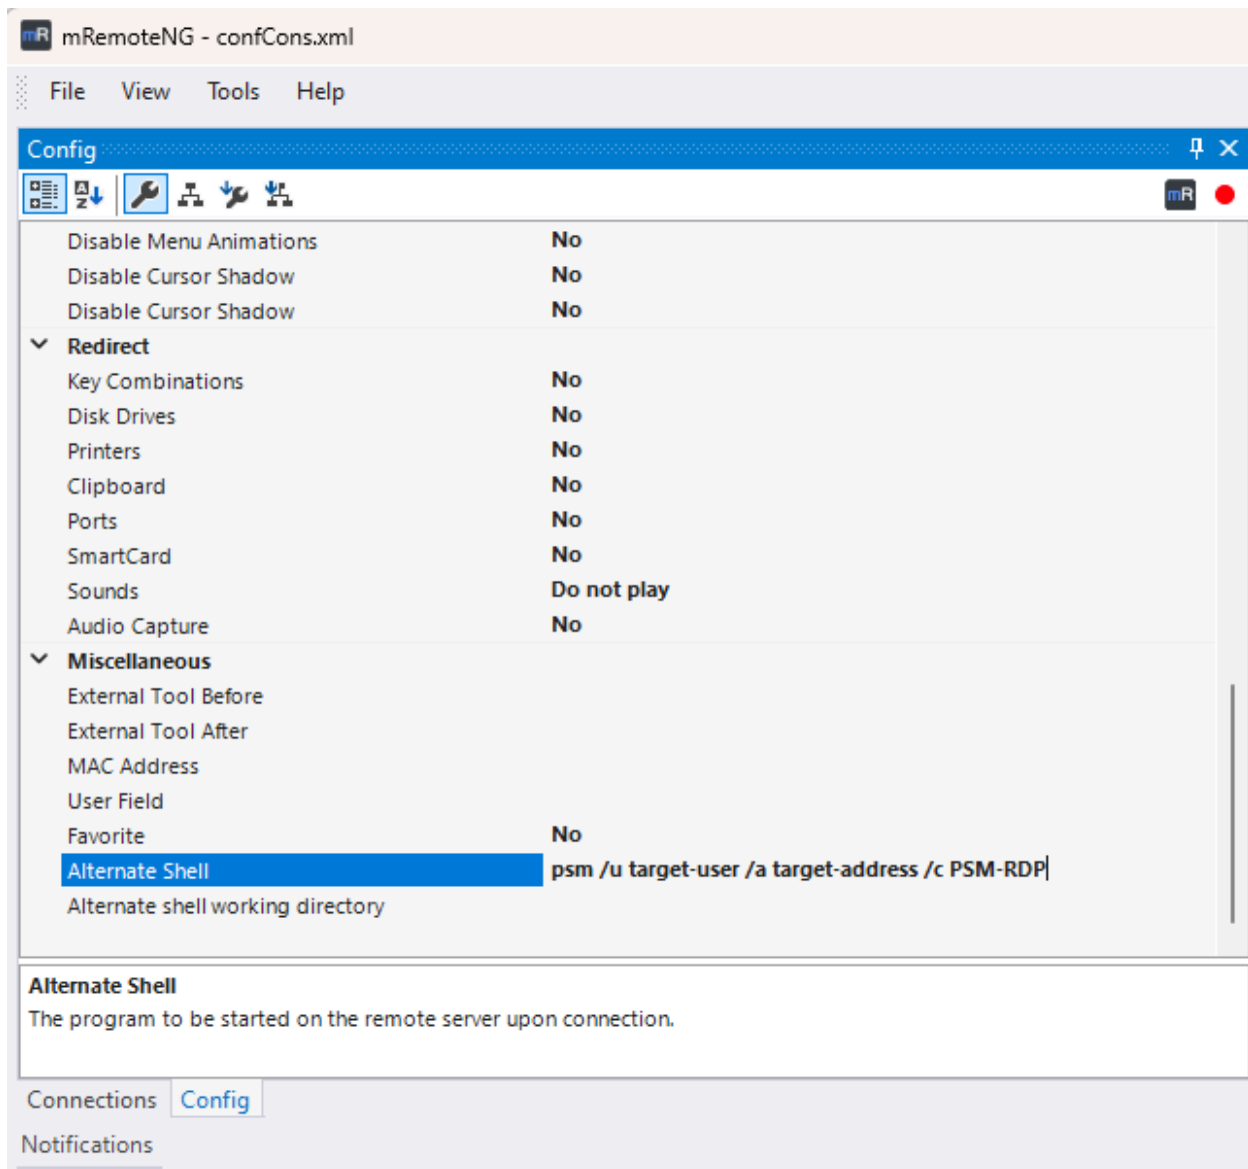 mR mRemoteNG - confCons.xml
File View Tools Help
Config
A
Z
mR
Disable Menu Animations No
Disable Cursor Shadow No
Disable Cursor Shadow No
Redirect
Key Combinations No
Disk Drives No
Printers No
Clipboard No
Ports No
SmartCard No
Sounds Do not play
Audio Capture No
Miscellaneous
External Tool Before
External Tool After
MAC Address
User Field
Favorite No
Alternate Shell psm /u target-user /a target-address /c PSM-RDP
Alternate shell working directory
Alternate Shell
The program to be started on the remote server upon connection.
Connections Config
Notifications